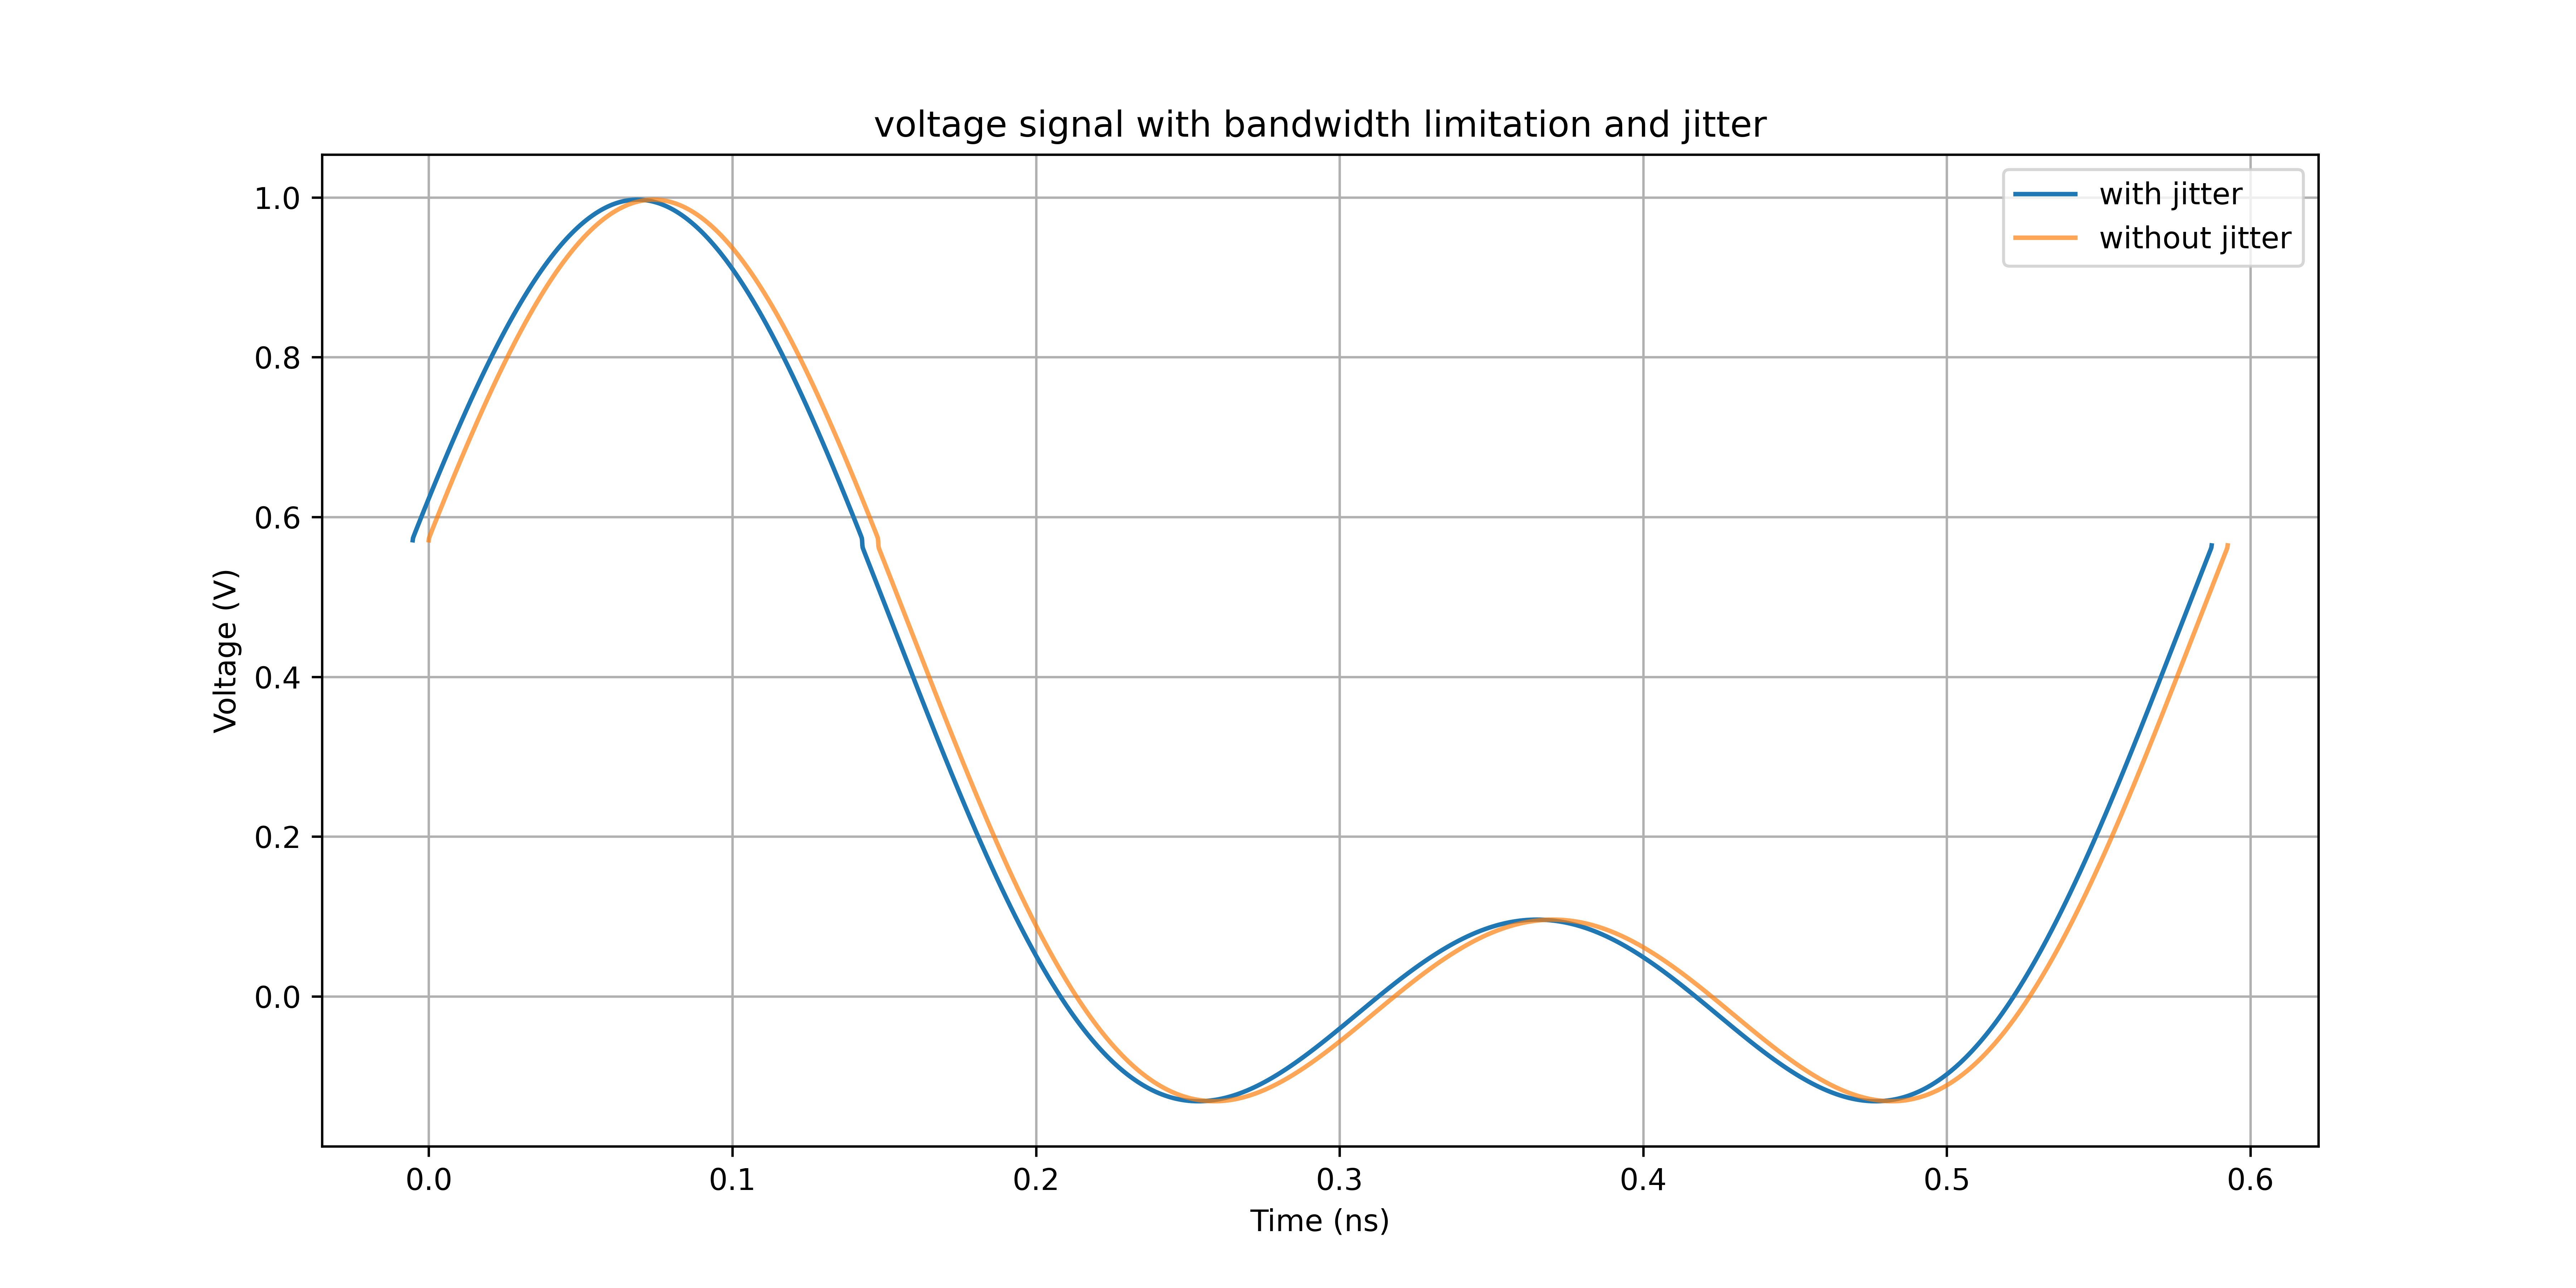 voltage signal with bandwidth limitation and jitter
with jitter
without jitter
1.0
0.8
0.6
0.4
0.2
0.0
Voltage (V)
0.0 0.1 0.2 0.3 0.4 0.5 0.6
Time (ns)